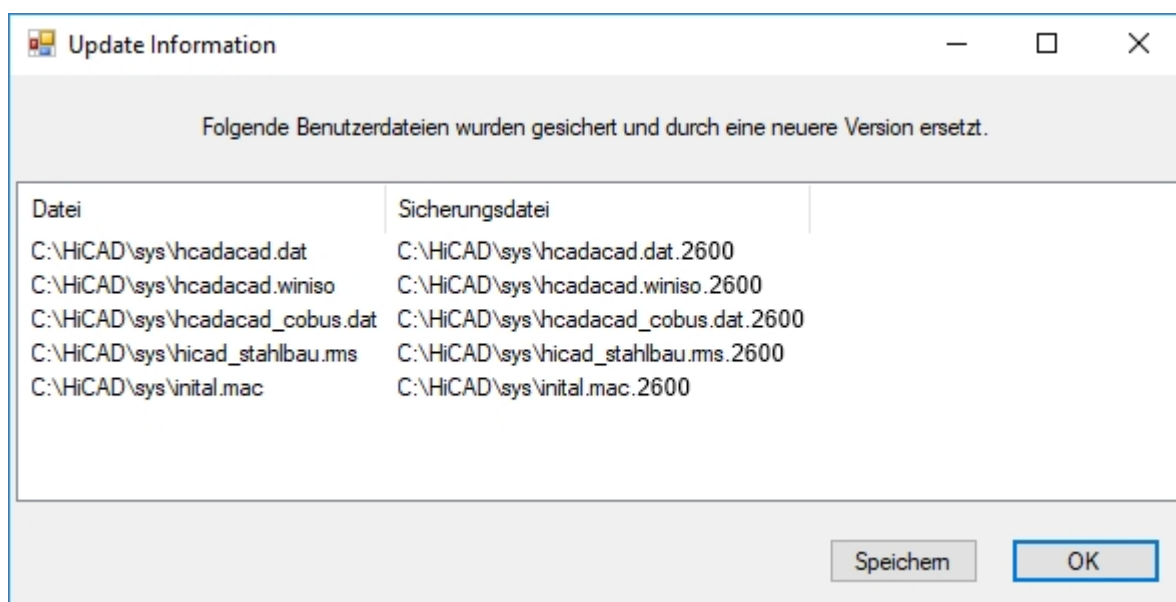 Update Information
Folgende Benutzerdateien wurden gesichert und durch eine neuere Version ersetzt.
Datei Sicherungsdatei
C:\HiCAD\sys\hcadacad.dat C:\HiCAD\sys\hcadacad.dat.2600
C:\HiCAD\sys\hcadacad.winiso C:\HiCAD\sys\hcadacad.winiso.2600
C:\HiCAD\sys\hcadacad_cobus.dat C:\HiCAD\sys\hcadacad_cobus.dat.2600
C:\HiCAD\sys\hicad_stahlbau.rms C:\HiCAD\sys\hicad_stahlbau.rms.2600
C:\HiCAD\sys\inital.mac C:\HiCAD\sys\inital.mac.2600
Speichern OK